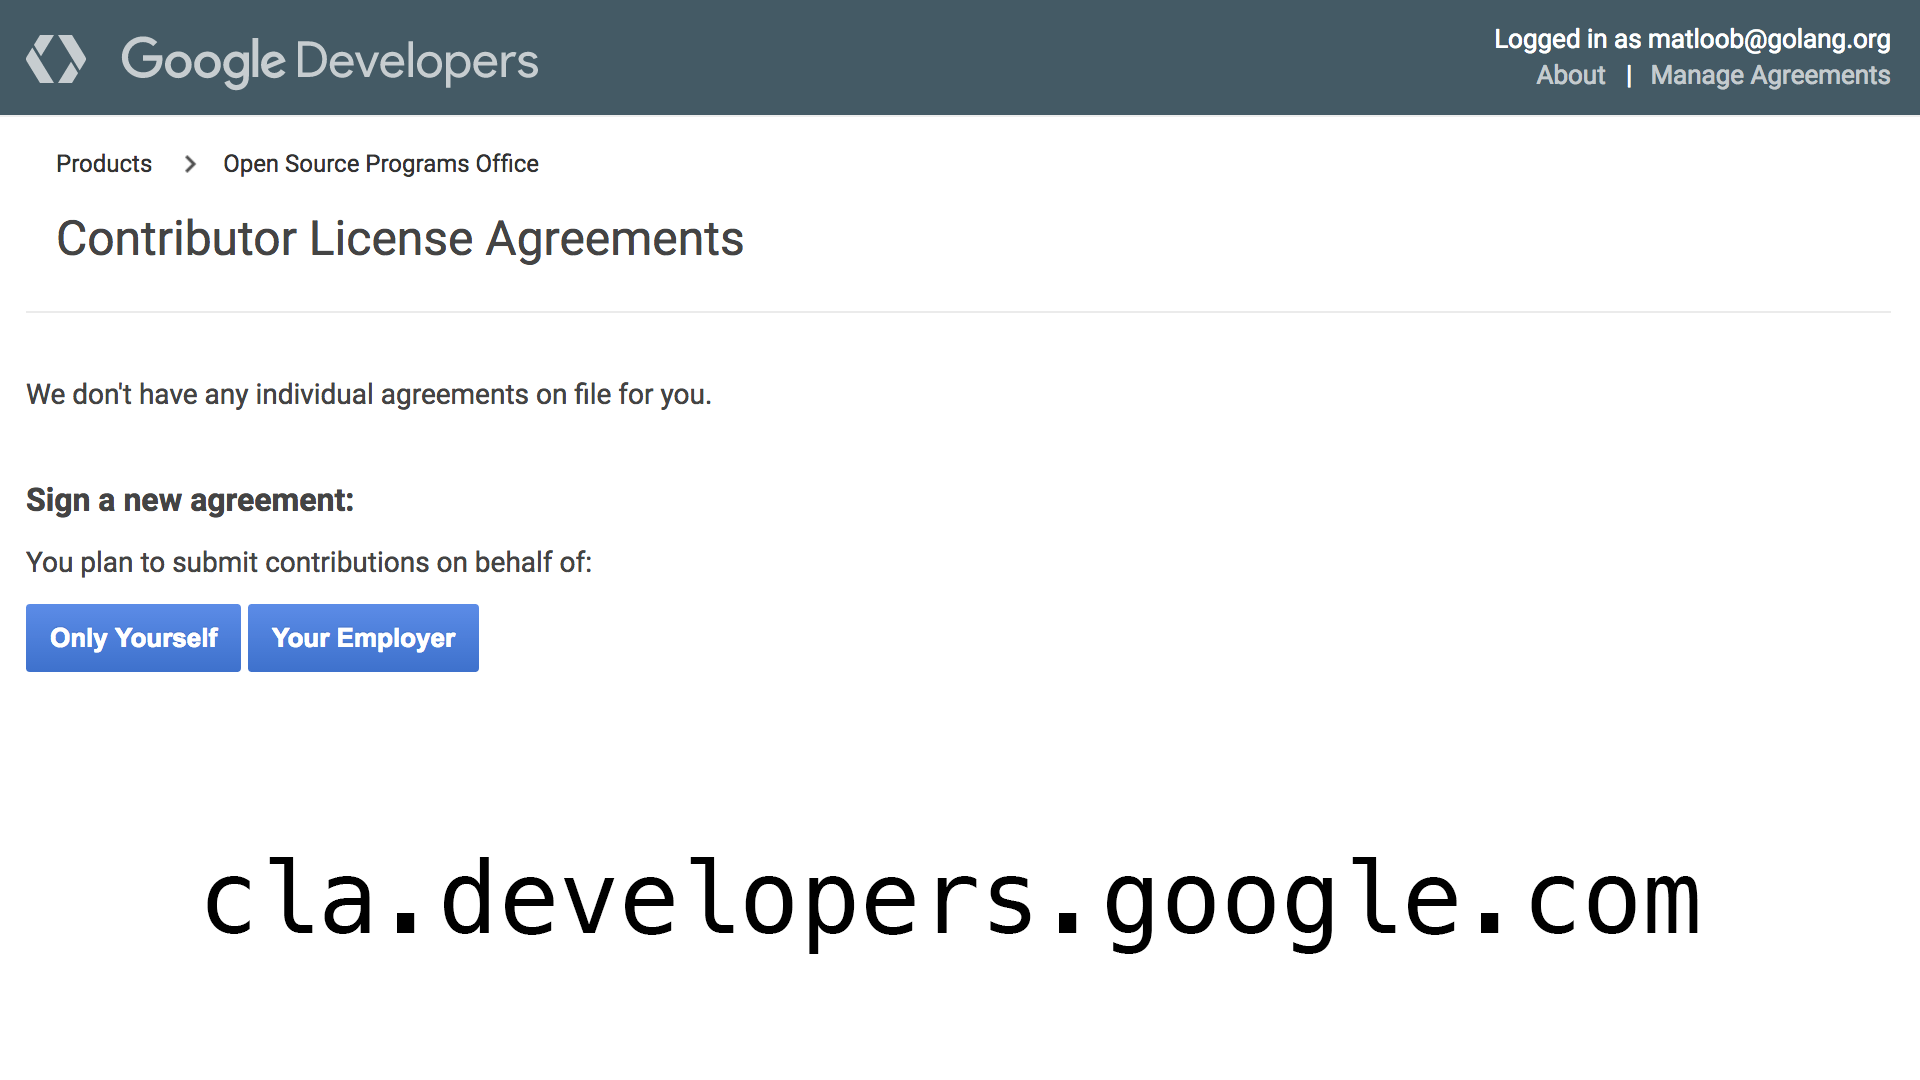 Google Developers
Logged in as matloob@golang.org
About | Manage Agreements
Products > Open Source Programs Office
Contributor License Agreements
We don't have any individual agreements on file for you.
Sign a new agreement:
You plan to submit contributions on behalf of:
Only Yourself Your Employer
cla.developers.google.com